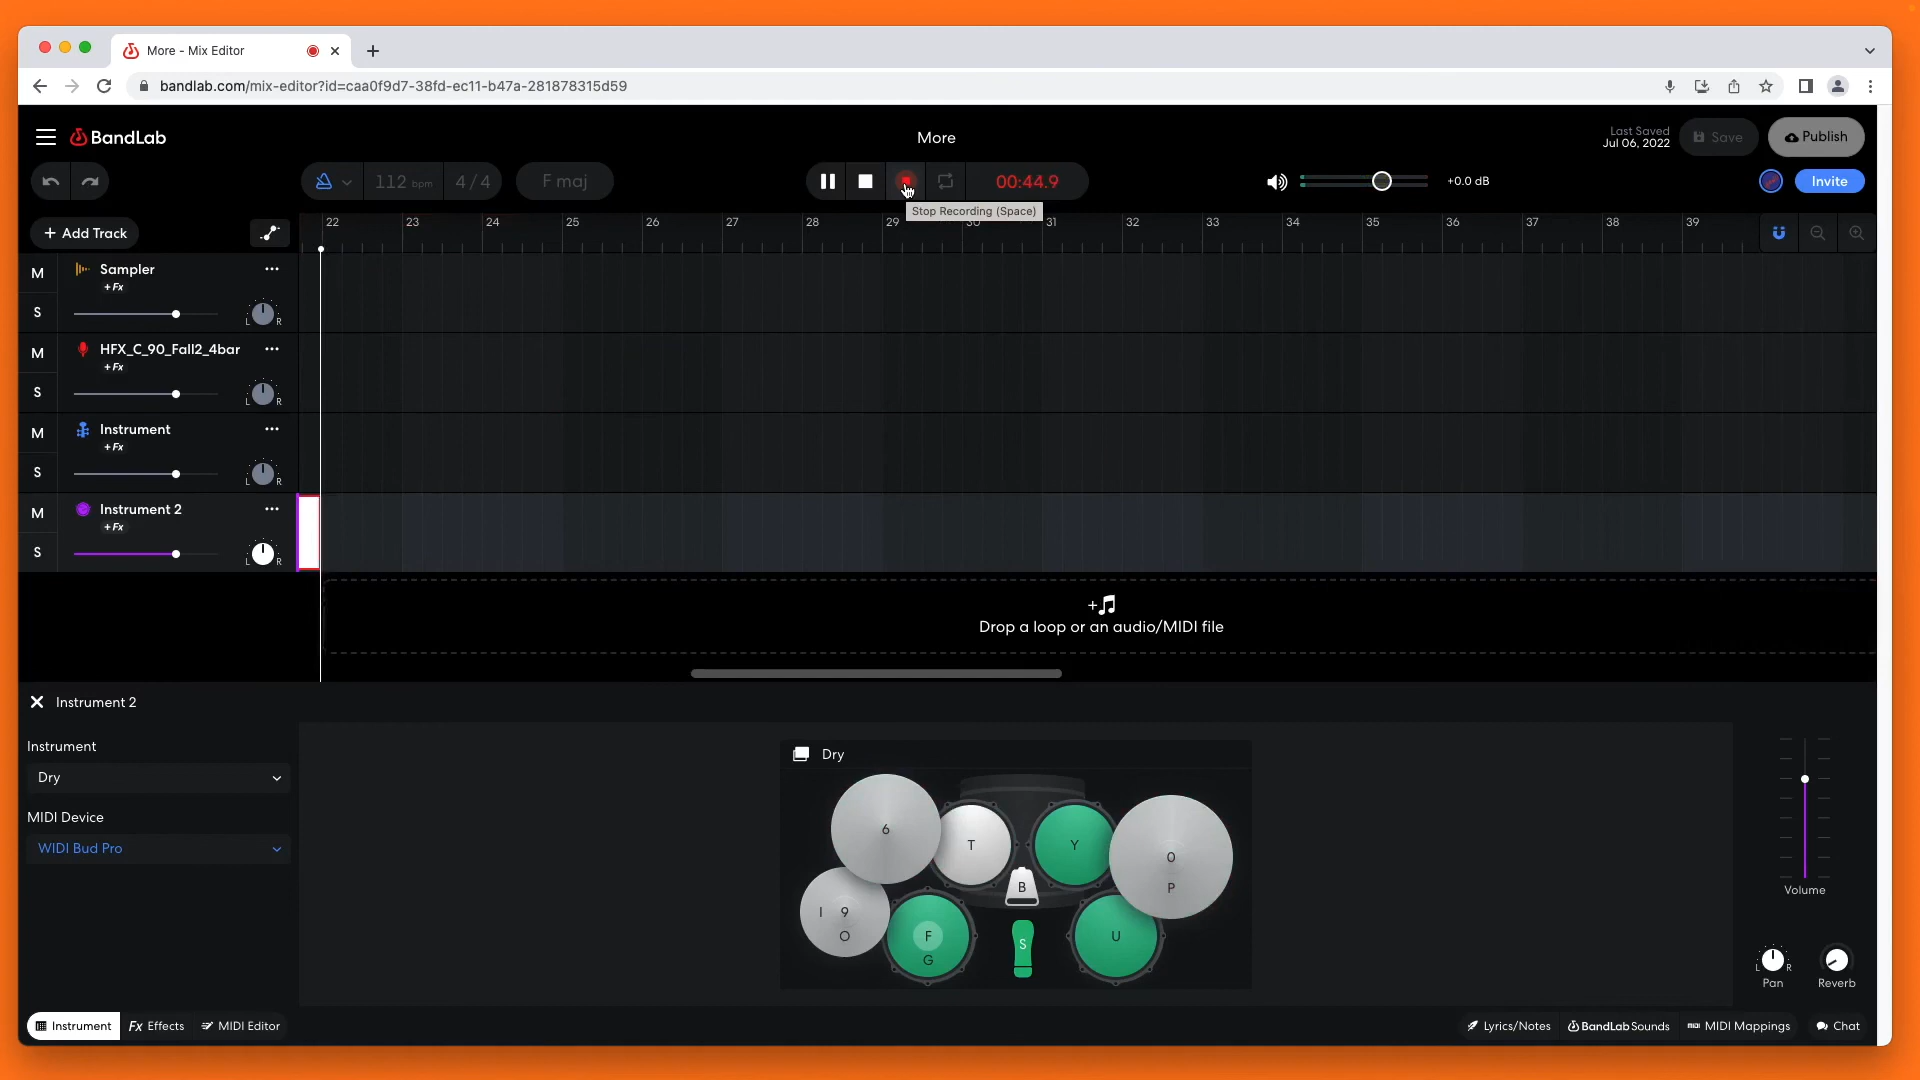 More - Mix Editor
bandlab.com/mix-editor?id=caa0f9d7-38fd-ec11-b47a-281878315d59
BandLab
More
Last Saved
Jul 06, 2022
Save
Publish
112 bpm
4 / 4
F maj
00:44.9
+0.0 dB
Invite
Stop Recording (Space)
+ Add Track
22 23 24 25 26 27 28 29 30 31 32 33 34 35 36 37 38 39
M Sampler
+Fx
S L R
M HFX_C_90_Fall2_4bar
+Fx
S L R
M Instrument
+Fx
S L R
M Instrument 2
+Fx
S L R
Drop a loop or an audio/MIDI file
Instrument 2
Instrument
Dry
MIDI Device
WIDI Bud Pro
Dry
6
T
Y
0
P
B
I 9
O
F
G
S
U
Volume
L R
Pan
Reverb
Instrument
Fx Effects
MIDI Editor
Lyrics/Notes
BandLab Sounds
MIDI Mappings
Chat